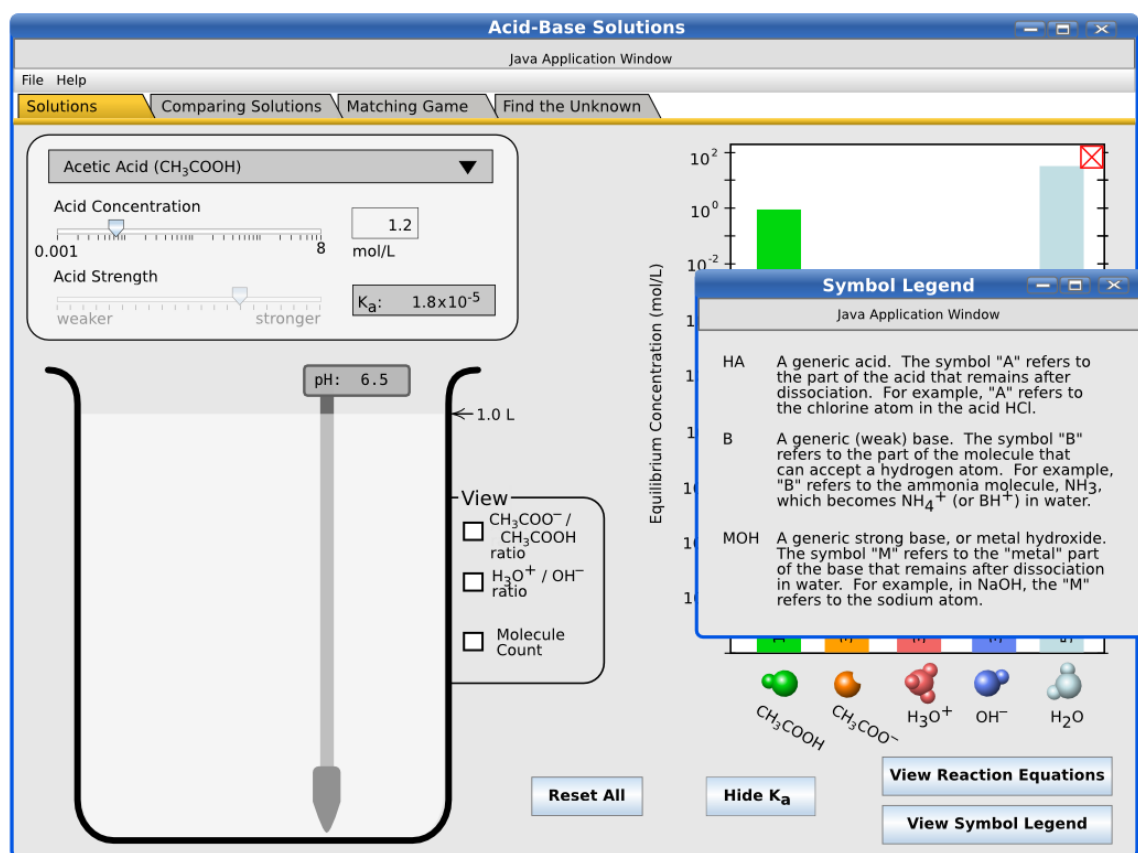 Acid-Base Solutions
Java Application Window
File Help
Solutions Comparing Solutions Matching Game Find the Unknown
Acetic Acid (CH₃COOH)
Acid Concentration
1.2
0.001 8 mol/L
Acid Strength
Kₐ: 1.8x10⁻⁵
weaker stronger
pH: 6.5
1.0 L
View
CH₃COO⁻ /
CH₃COOH
ratio
H₃O⁺ / OH⁻
ratio
Molecule
Count
Equilibrium Concentration (mol/L)
10²
10⁰
10⁻²
Symbol Legend
Java Application Window
HA A generic acid. The symbol "A" refers to
the part of the acid that remains after
dissociation. For example, "A" refers to
the chlorine atom in the acid HCl.
B A generic (weak) base. The symbol "B"
refers to the part of the molecule that
can accept a hydrogen atom. For example,
"B" refers to the ammonia molecule, NH₃,
which becomes NH₄⁺ (or BH⁺) in water.
MOH A generic strong base, or metal hydroxide.
The symbol "M" refers to the "metal" part
of the base that remains after dissociation
in water. For example, in NaOH, the "M"
refers to the sodium atom.
CH₃COOH CH₃COO⁻ H₃O⁺ OH⁻ H₂O
Reset All
Hide Kₐ
View Reaction Equations
View Symbol Legend